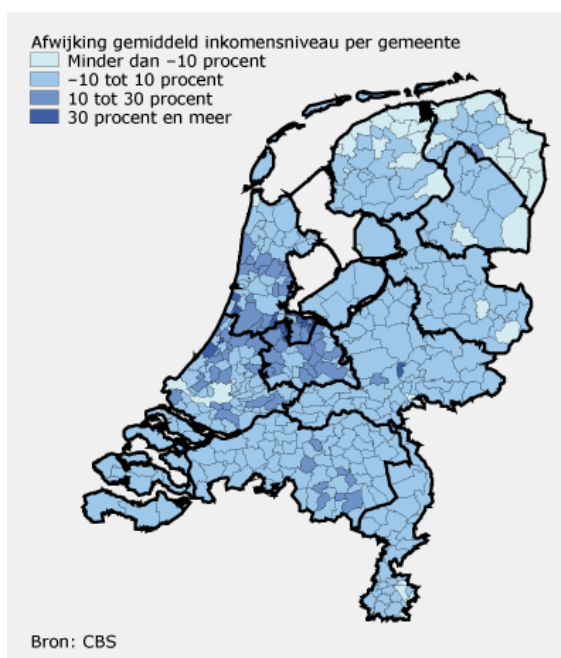 Afwijking gemiddeld inkomensniveau per gemeente
Minder dan –10 procent
–10 tot 10 procent
10 tot 30 procent
30 procent en meer
Bron: CBS